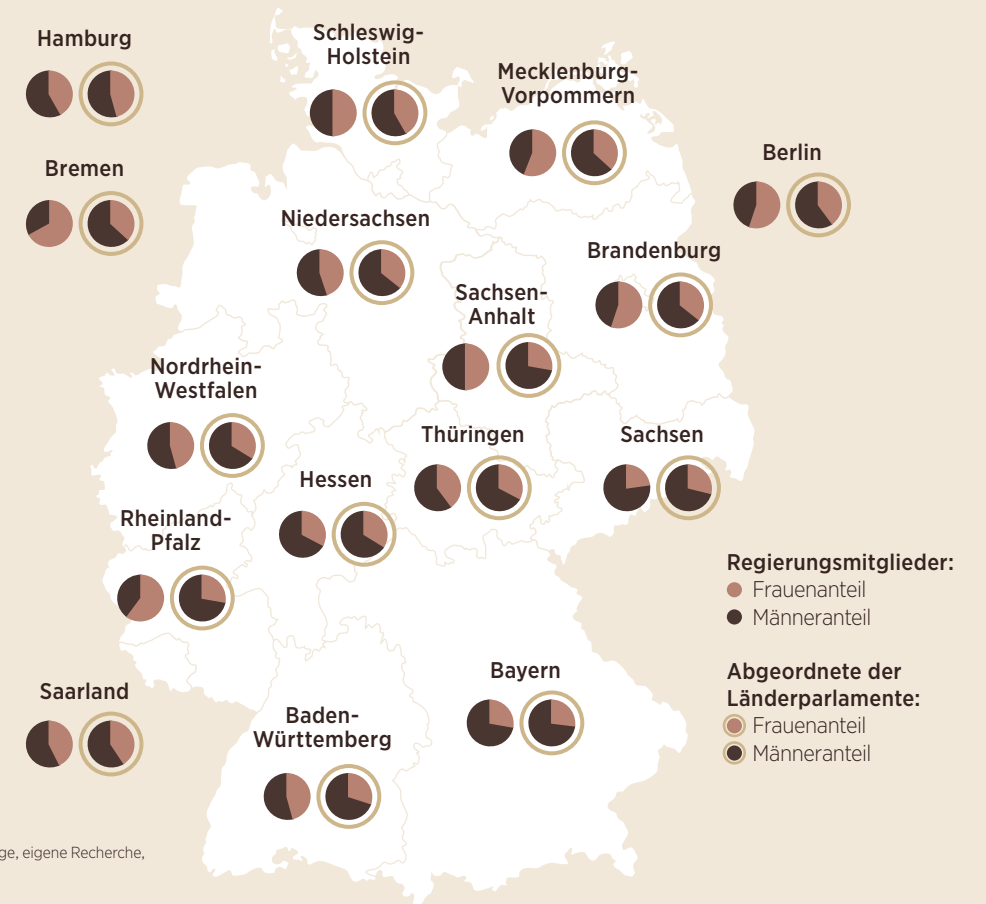 Hamburg
Schleswig-
Holstein
Mecklenburg-
Vorpommern
Bremen
Berlin
Niedersachsen
Brandenburg
Sachsen-
Anhalt
Nordrhein-
Westfalen
Thüringen
Sachsen
Hessen
Rheinland-
Pfalz
Regierungsmitglieder:
Frauenanteil
Männeranteil
Abgeordnete der
Länderparlamente:
Frauenanteil
Männeranteil
Bayern
Saarland
Baden-
Württemberg
eigene Recherche,